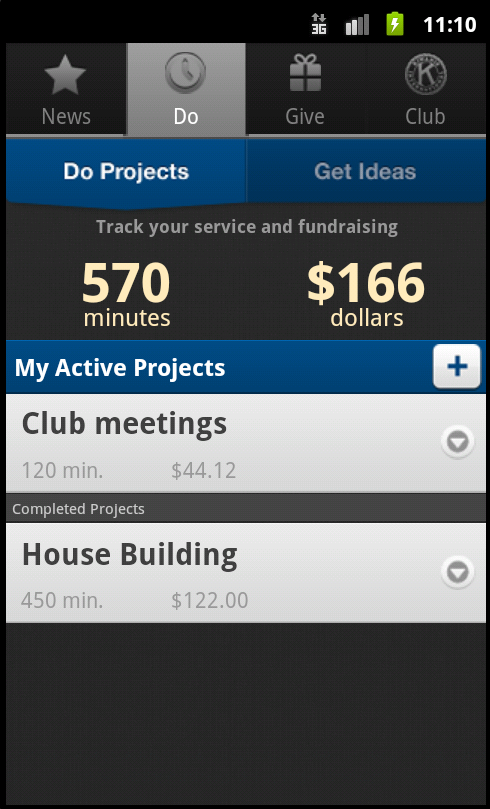 3G 11:10
News Do Give Club
Do Projects Get Ideas
Track your service and fundraising
570 $166
minutes dollars
My Active Projects +
Club meetings
120 min. $44.12
Completed Projects
House Building
450 min. $122.00